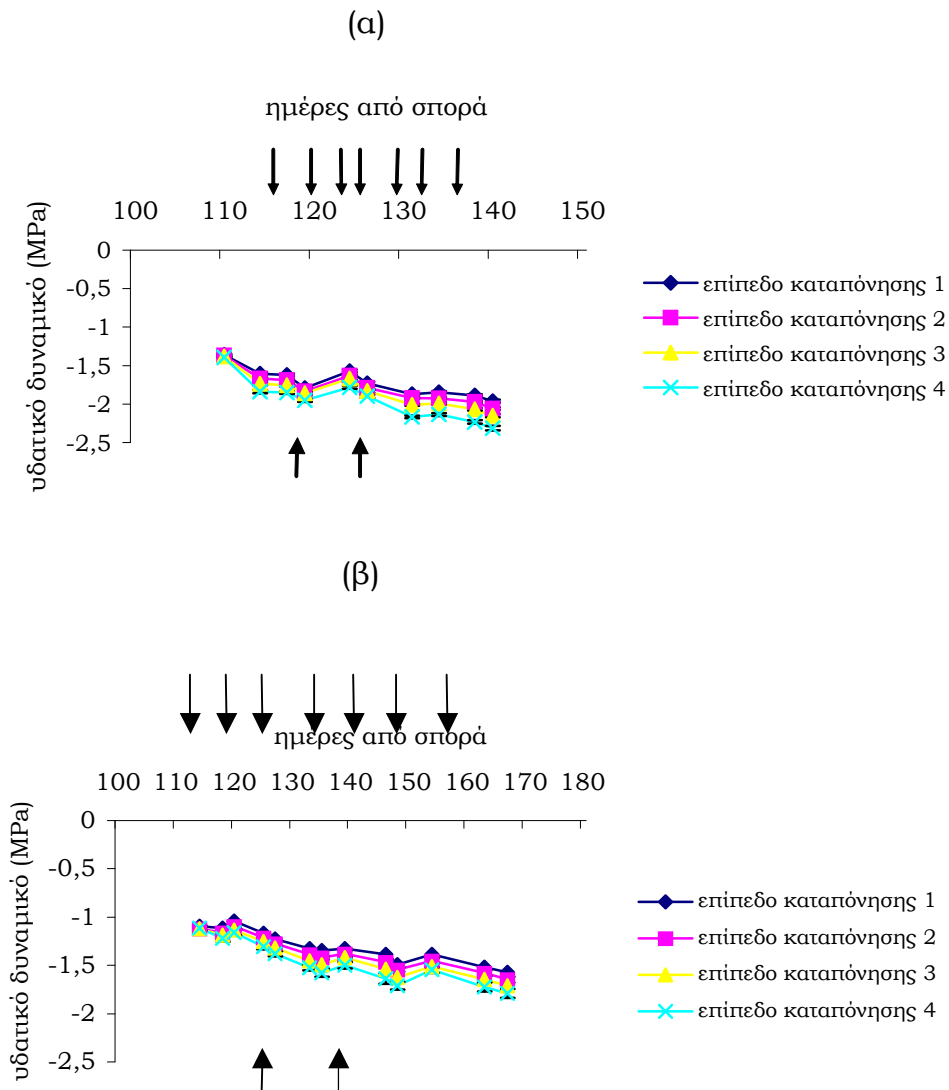 (α)
ημέρες από σπορά
100 110 120 130 140 150
0
-0,5
-1
-1,5
-2
-2,5
υδατικό δυναμικό (MPa)
επίπεδο καταπόνησης 1
επίπεδο καταπόνησης 2
επίπεδο καταπόνησης 3
επίπεδο καταπόνησης 4
(β)
ημέρες από σπορά
100 110 120 130 140 150 160 170 180
0
-0,5
-1
-1,5
-2
-2,5
υδατικό δυναμικό (MPa)
επίπεδο καταπόνησης 1
επίπεδο καταπόνησης 2
επίπεδο καταπόνησης 3
επίπεδο καταπόνησης 4